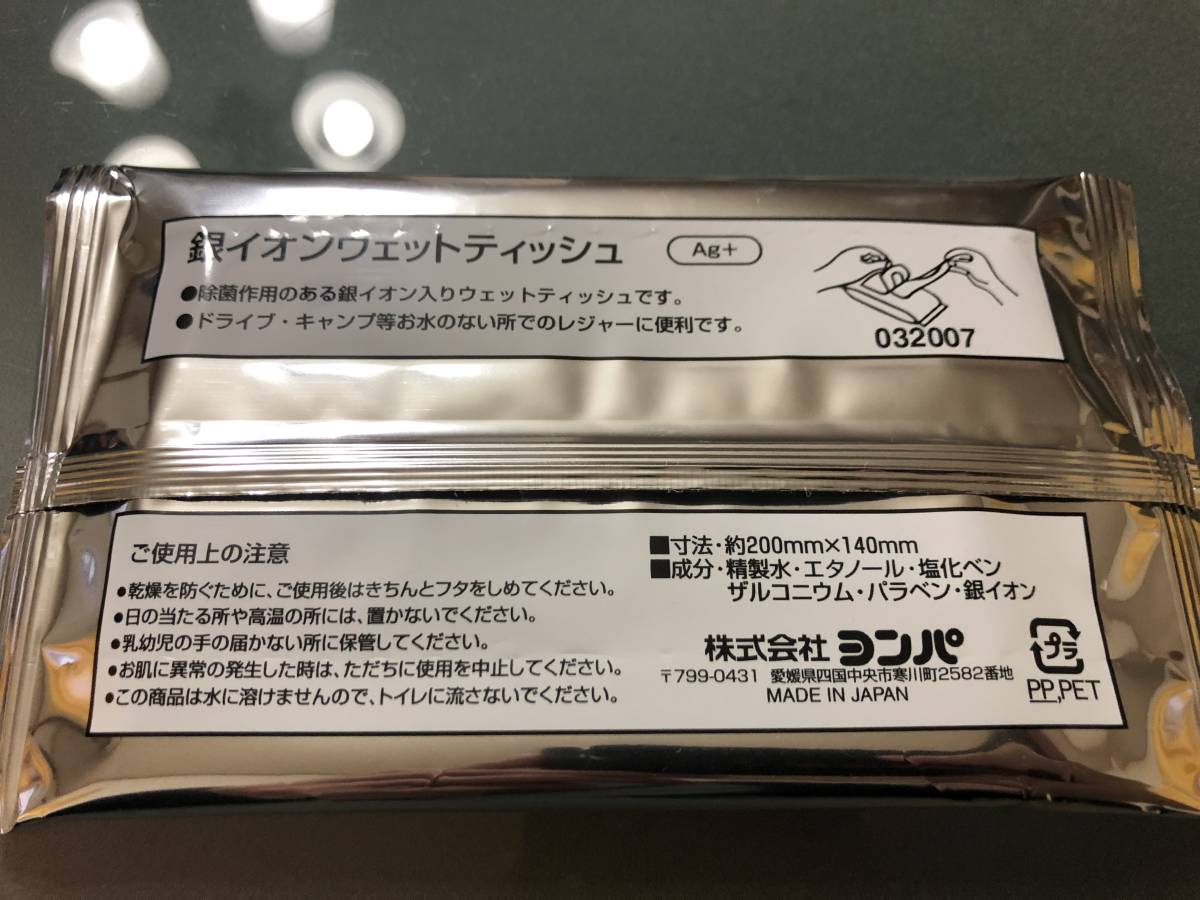 銀イオンウェットティッシュ Ag+
●除菌作用のある銀イオン入りウェットティッシュです。
●ドライブ・キャンプ等お水のない所でのレジャーに便利です。
032007
ご使用上の注意
●乾燥を防ぐために、ご使用後はきちんとフタをしめてください。
●日の当たる所や高温の所には、置かないでください。
●乳幼児の手の届かない所に保管してください。
●お肌に異常の発生した時は、ただちに使用を中止してください。
●この商品は水に溶けませんので、トイレに流さないでください。
■寸法・約200mm×140mm
■成分・精製水・エタノール・塩化ベン
ザルコニウム・パラベン・銀イオン
株式会社 ヨンパ
〒799-0431 愛媛県四国中央市寒川町2582番地
MADE IN JAPAN
プラ
PP,PET